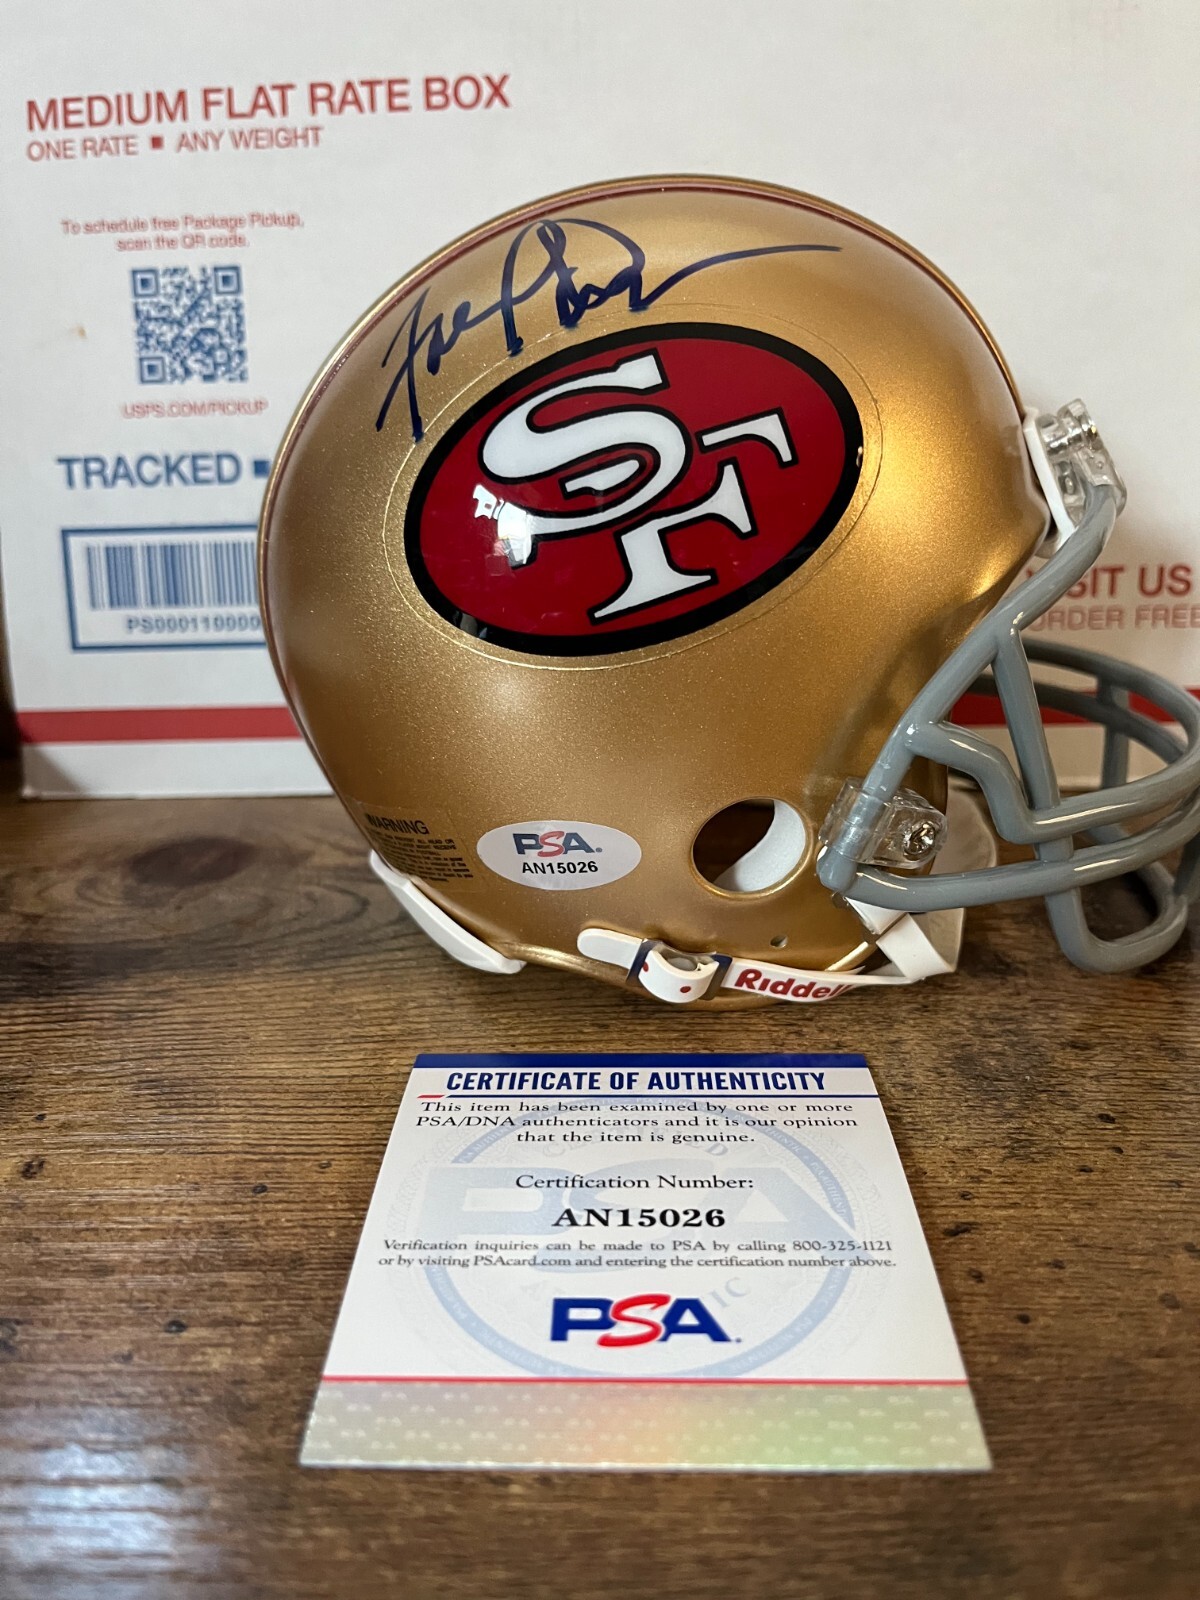 MEDIUM FLAT RATE BOX
ONE RATE ■ ANY WEIGHT
To schedule free Package Pickup,
scan the QR code.
USPS.COM/PICKUP
TRACKED ■
PS0001100000
SIT US
ORDER FREE
SF
WARNING
PSA
AN15026
Riddell
CERTIFICATE OF AUTHENTICITY
This item has been examined by one or more
PSA/DNA authenticators and it is our opinion
that the item is genuine.
Certification Number:
AN15026
Verification inquiries can be made to PSA by calling 800-325-1121
or by visiting PSAcard.com and entering the certification number above.
PSA